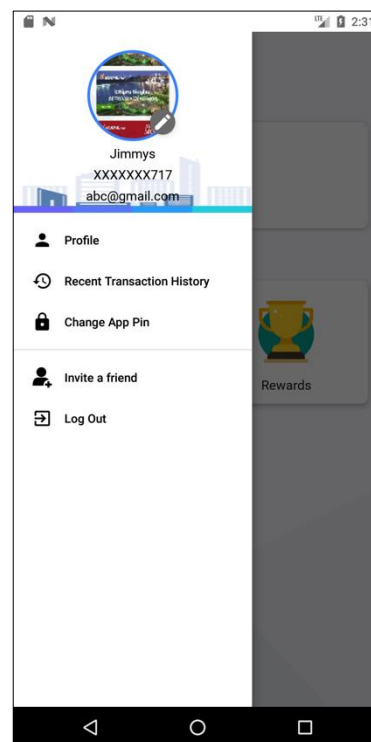 LTE 2:31
Jimmys
XXXXXXX717
abc@gmail.com
Profile
Recent Transaction History
Change App Pin
Rewards
Invite a friend
Log Out